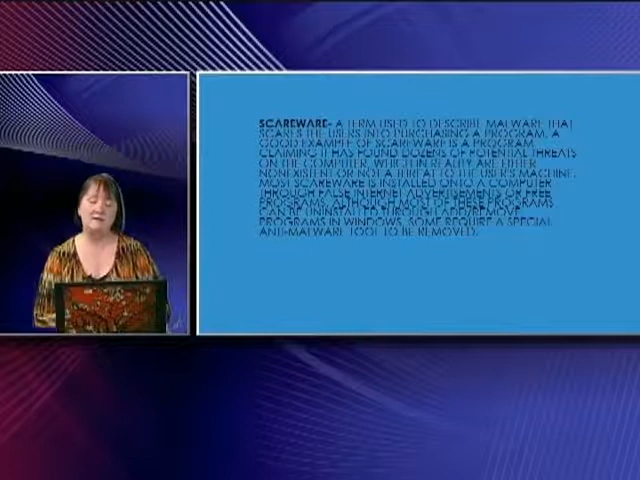 SCAREWARE- A TERM USED TO DESCRIBE MALWARE THAT
SCARES THE USERS INTO PURCHASING A PROGRAM. A
GOOD EXAMPLE OF SCAREWARE IS A PROGRAM
CLAIMING IT HAS FOUND DOZENS OF POTENTIAL THREATS
ON THE COMPUTER, WHICH IN REALITY ARE EITHER
NONEXISTENT OR NOT A THREAT TO THE USER'S MACHINE.
MOST SCAREWARE IS INSTALLED ONTO A COMPUTER
THROUGH FALSE INTERNET ADVERTISEMENTS OR FREE
PROGRAMS. ALTHOUGH MOST OF THESE PROGRAMS
CAN BE UNINSTALLED THROUGH ADD/REMOVE
PROGRAMS IN WINDOWS, SOME REQUIRE A SPECIAL
ANTI-MALWARE TOOL TO BE REMOVED.